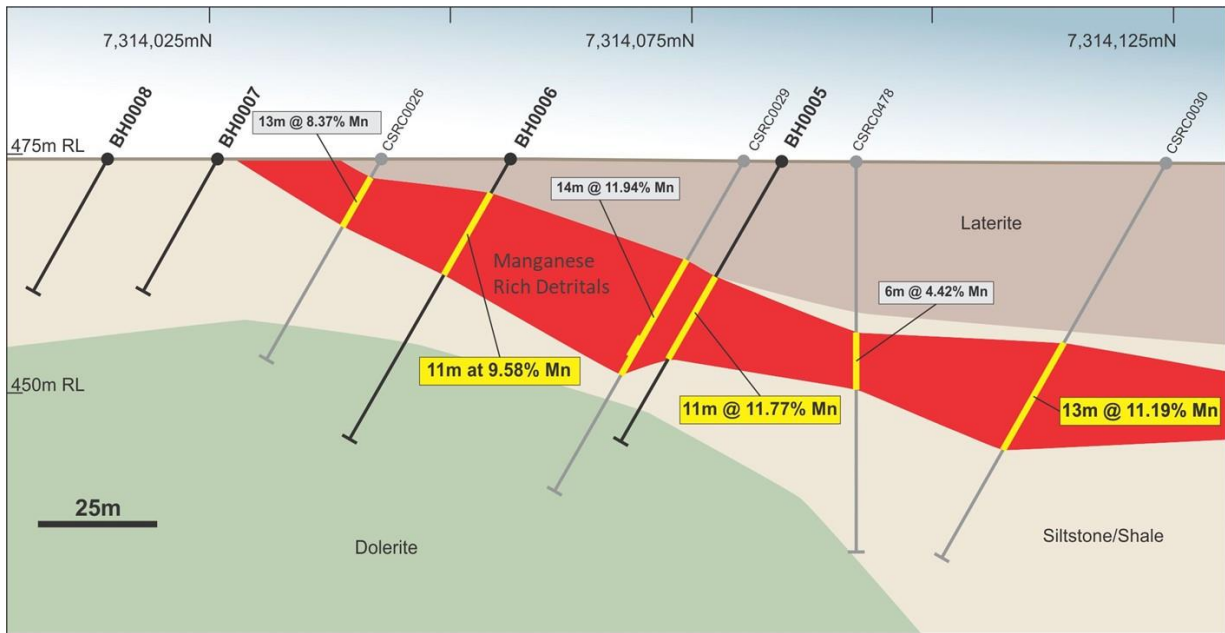 7,314,025mN
7,314,075mN
7,314,125mN
BH0008
BH0007
CSRC0026
BH0006
CSRC0029
BH0005
CSRC0478
CSRC0030
13m @ 8.37% Mn
475m RL
14m @ 11.94% Mn
Laterite
Manganese
Rich Detritals
6m @ 4.42% Mn
11m at 9.58% Mn
450m RL
11m @ 11.77% Mn
13m @ 11.19% Mn
25m
Dolerite
Siltstone/Shale